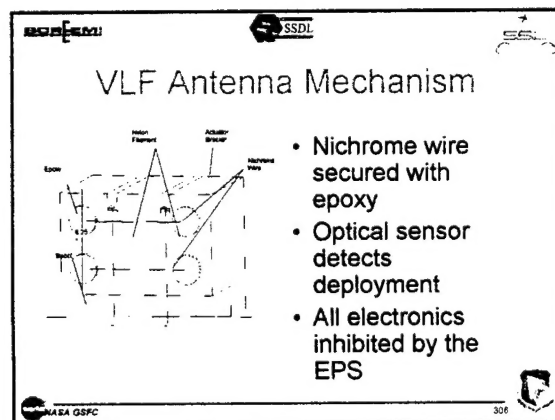 SSDL
VLF Antenna Mechanism
Nylon
Filament
Actuator
Bracket
Nichrome
Wire
Epoxy
• Nichrome wire
secured with
epoxy
• Optical sensor
detects
deployment
• All electronics
inhibited by the
EPS
NASA GSFC
306